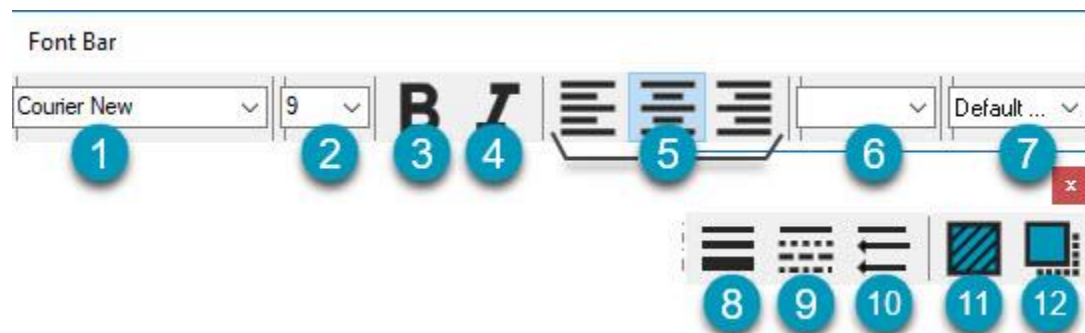 Font Bar
Courier New 9 B I Default ...
1 2 3 4 5 6 7
x
8 9 10 11 12